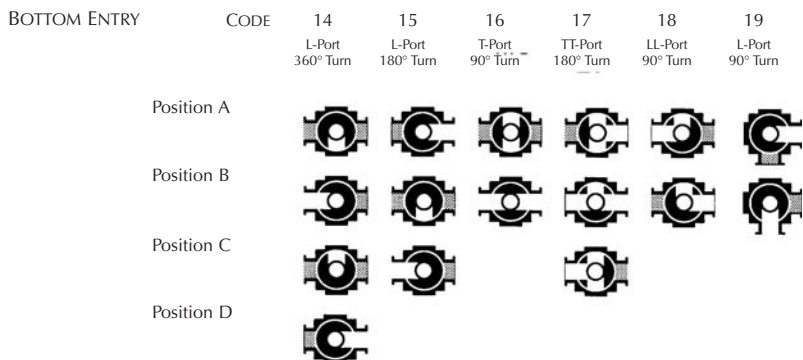 BOTTOM ENTRY CODE 14 15 16 17 18 19
L-Port L-Port T-Port TT-Port LL-Port L-Port
360° Turn 180° Turn 90° Turn 180° Turn 90° Turn 90° Turn
Position A
Position B
Position C
Position D